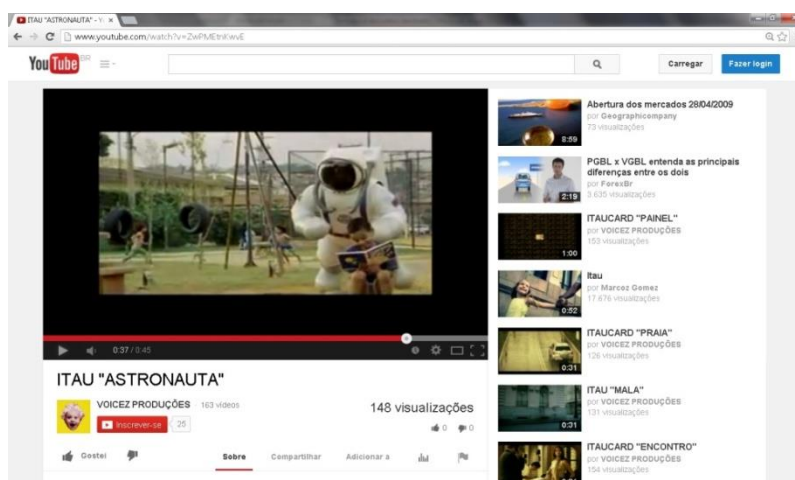 ITAU "ASTRONAUTA" - Y
www.youtube.com/watch?v=ZwPMEtnKwvE
YouTube BR
Carregar
Fazer login
0:37 / 0:45
ITAU "ASTRONAUTA"
VOICEZ PRODUÇÕES 163 vídeos
Inscrever-se 25
148 visualizações
0 0
Gostei
Sobre Compartilhar Adicionar a
8:59
Abertura dos mercados 28/04/2009
por Geographicompany
73 visualizações
2:19
PGBL x VGBL entenda as principais
diferenças entre os dois
por ForexBr
3.635 visualizações
1:00
ITAUCARD "PAINEL"
por VOICEZ PRODUÇÕES
153 visualizações
0:52
Itau
por Marcoz Gomez
17.676 visualizações
0:31
ITAUCARD "PRAIA"
por VOICEZ PRODUÇÕES
126 visualizações
0:31
ITAU "MALA"
por VOICEZ PRODUÇÕES
131 visualizações
ITAUCARD "ENCONTRO"
por VOICEZ PRODUÇÕES
154 visualizações